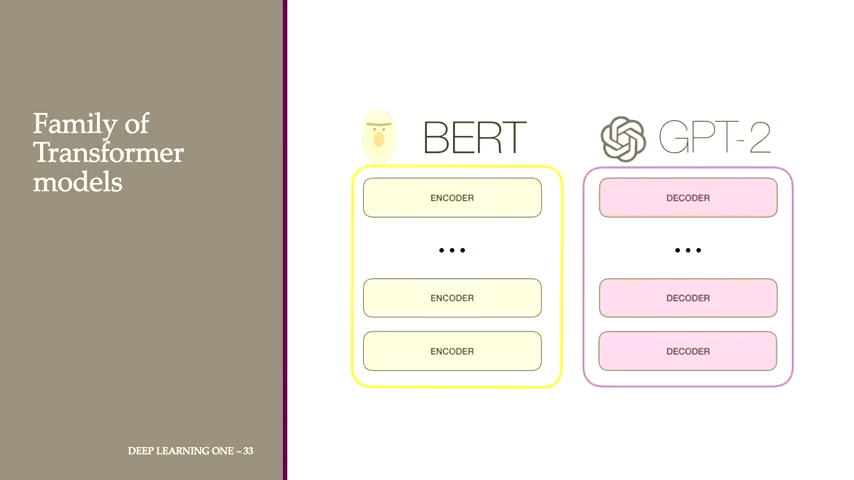 Family of
Transformer
models
BERT
ENCODER
...
ENCODER
ENCODER
GPT-2
DECODER
...
DECODER
DECODER
DEEP LEARNING ONE – 33